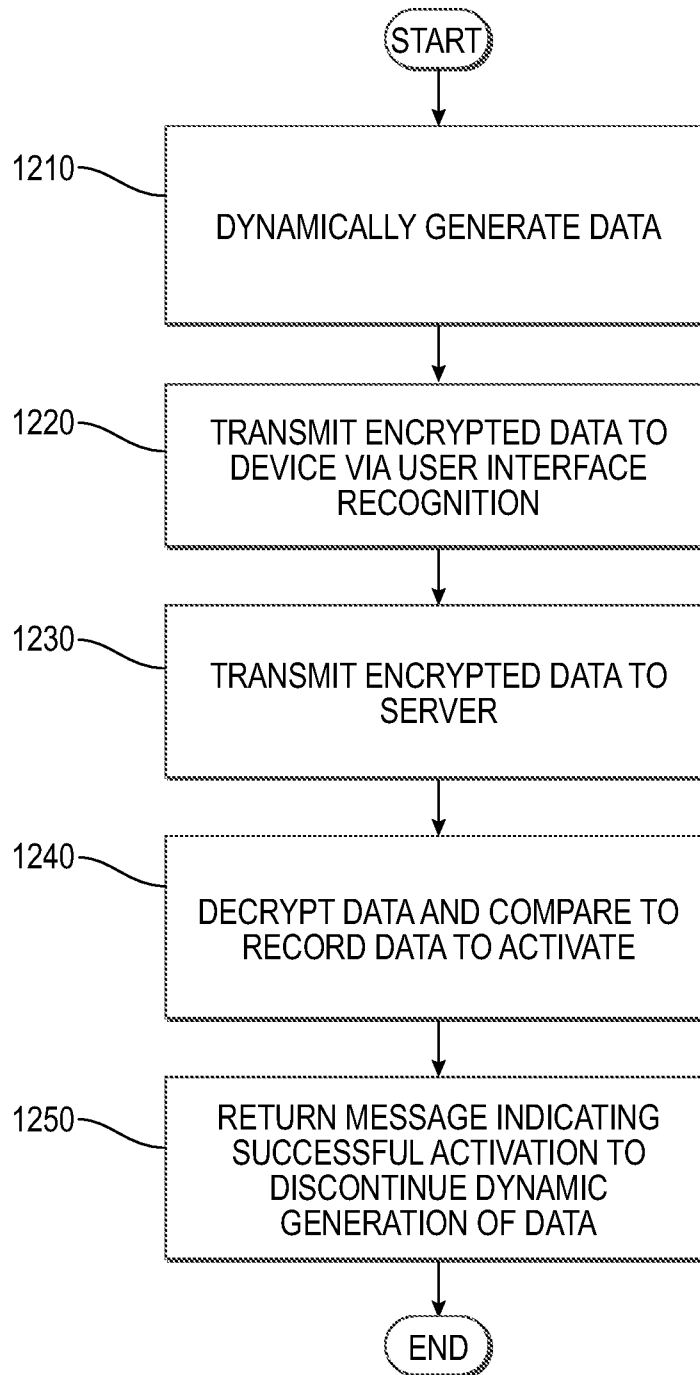 START
1210
DYNAMICALLY GENERATE DATA
1220
TRANSMIT ENCRYPTED DATA TO
DEVICE VIA USER INTERFACE
RECOGNITION
1230
TRANSMIT ENCRYPTED DATA TO
SERVER
1240
DECRYPT DATA AND COMPARE TO
RECORD DATA TO ACTIVATE
1250
RETURN MESSAGE INDICATING
SUCCESSFUL ACTIVATION TO
DISCONTINUE DYNAMIC
GENERATION OF DATA
END